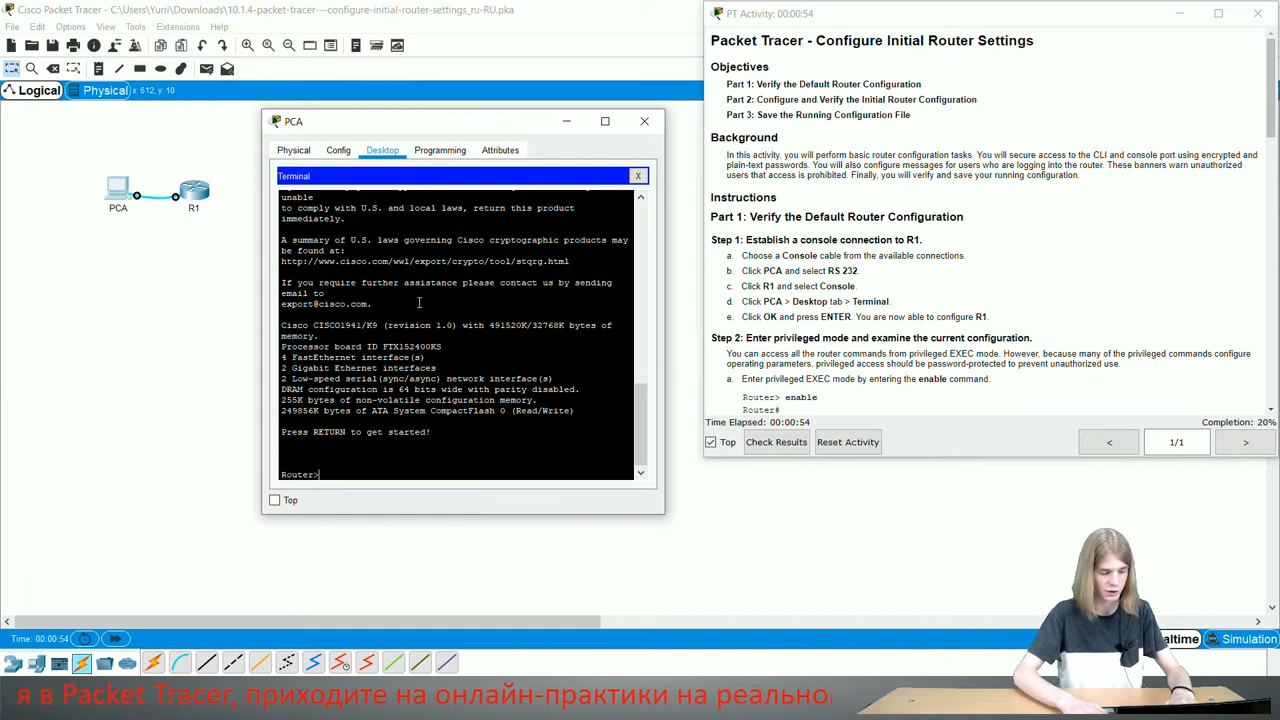 Cisco Packet Tracer - C:\Users\Yurii\Downloads\10.1.4-packet-tracer---configure-initial-router-settings_ru-RU.pka
File Edit Options View Tools Extensions Help
Logical Physical x: 612, y: 10
PCA
Physical Config Desktop Programming Attributes
Terminal X
unable
to comply with U.S. and local laws, return this product
immediately.
A summary of U.S. laws governing Cisco cryptographic products may
be found at:
http://www.cisco.com/wwl/export/crypto/tool/stqrg.html
If you require further assistance please contact us by sending
email to
export@cisco.com.
Cisco CISCO1941/K9 (revision 1.0) with 491520K/32768K bytes of
memory.
Processor board ID FTX152400KS
4 FastEthernet interface(s)
2 Gigabit Ethernet interfaces
2 Low-speed serial(sync/async) network interface(s)
DRAM configuration is 64 bits wide with parity disabled.
255K bytes of non-volatile configuration memory.
249856K bytes of ATA System CompactFlash 0 (Read/Write)
Press RETURN to get started!
Router>
Top
PCA R1
PT Activity: 00:00:54
Packet Tracer - Configure Initial Router Settings
Objectives
Part 1: Verify the Default Router Configuration
Part 2: Configure and Verify the Initial Router Configuration
Part 3: Save the Running Configuration File
Background
In this activity, you will perform basic router configuration tasks. You will secure access to the CLI and console port using encrypted and
plain-text passwords. You will also configure messages for users who are logging into the router. These banners warn unauthorized
users that access is prohibited. Finally, you will verify and save your running configuration.
Instructions
Part 1: Verify the Default Router Configuration
Step 1: Establish a console connection to R1.
a. Choose a Console cable from the available connections.
b. Click PCA and select RS 232.
c. Click R1 and select Console.
d. Click PCA > Desktop tab > Terminal.
e. Click OK and press ENTER. You are now able to configure R1.
Step 2: Enter privileged mode and examine the current configuration.
You can access all the router commands from privileged EXEC mode. However, because many of the privileged commands configure
operating parameters, privileged access should be password-protected to prevent unauthorized use.
a. Enter privileged EXEC mode by entering the enable command.
Router> enable
Router#
Time Elapsed: 00:00:54 Completion: 20%
Top Check Results Reset Activity < 1/1 >
Time: 00:00:54 altime Simulation
я в Packet Tracer, приходите на онлайн-практики на реально